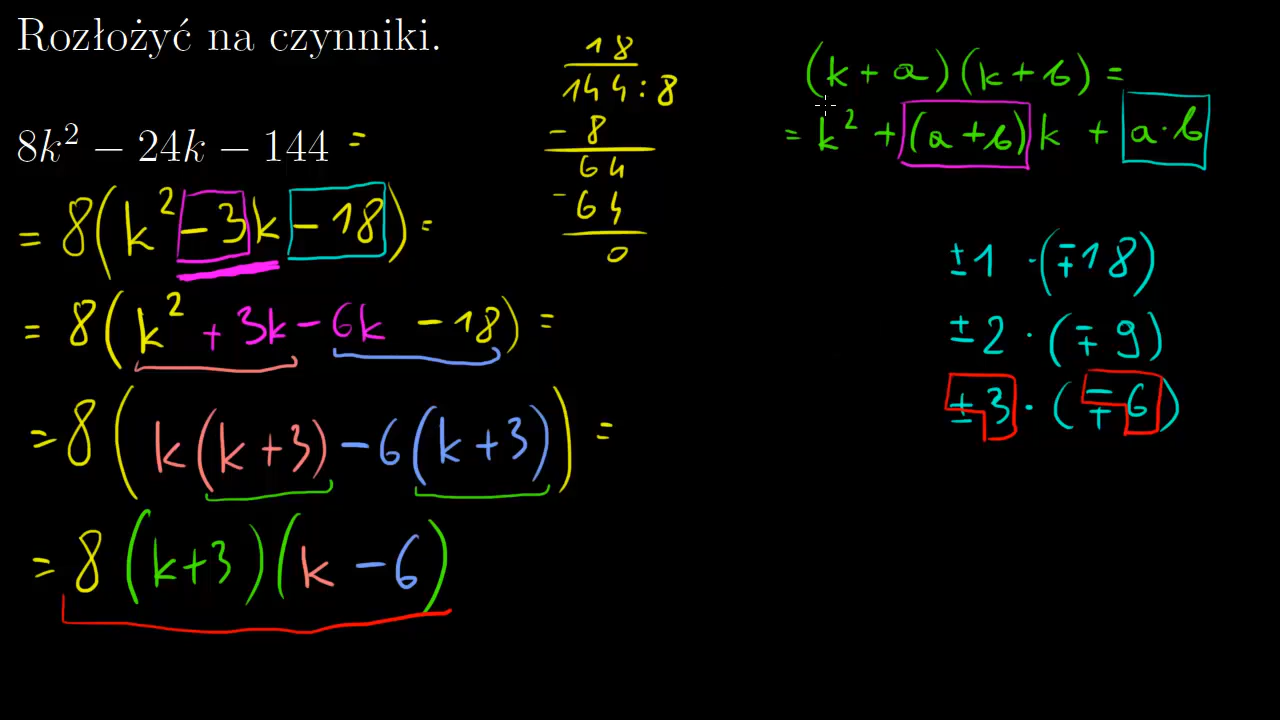 Rozłożyć na czynniki.
8k² − 24k − 144 =
= 8(k² − 3k − 18) =
= 8(k² + 3k − 6k − 18) =
= 8(k(k+3) − 6(k+3)) =
= 8(k+3)(k − 6)
18
144:8
− 8
64
− 64
0
(k + a)(k + b) =
= k² + (a + b)k + a·b
±1 ·(∓18)
±2 ·(∓9)
±3 ·(∓6)